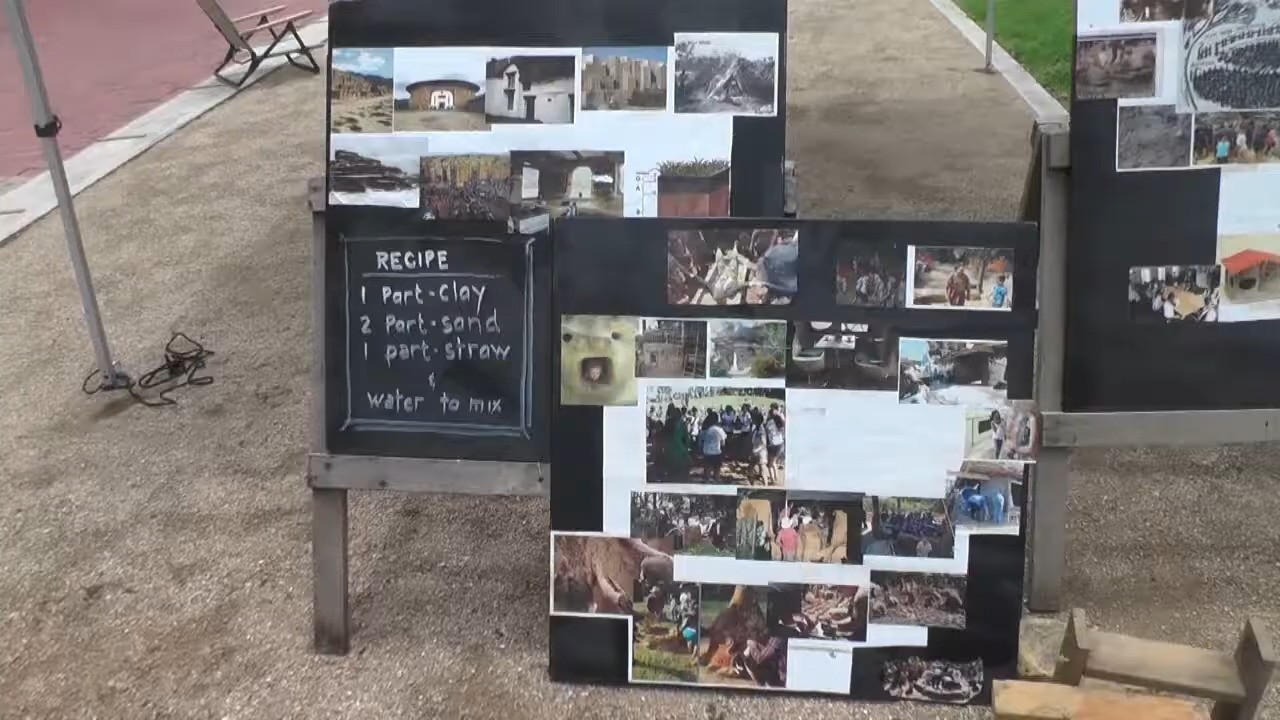 RECIPE
1 Part-Clay
2 Part-sand
1 part-straw
&
water to mix